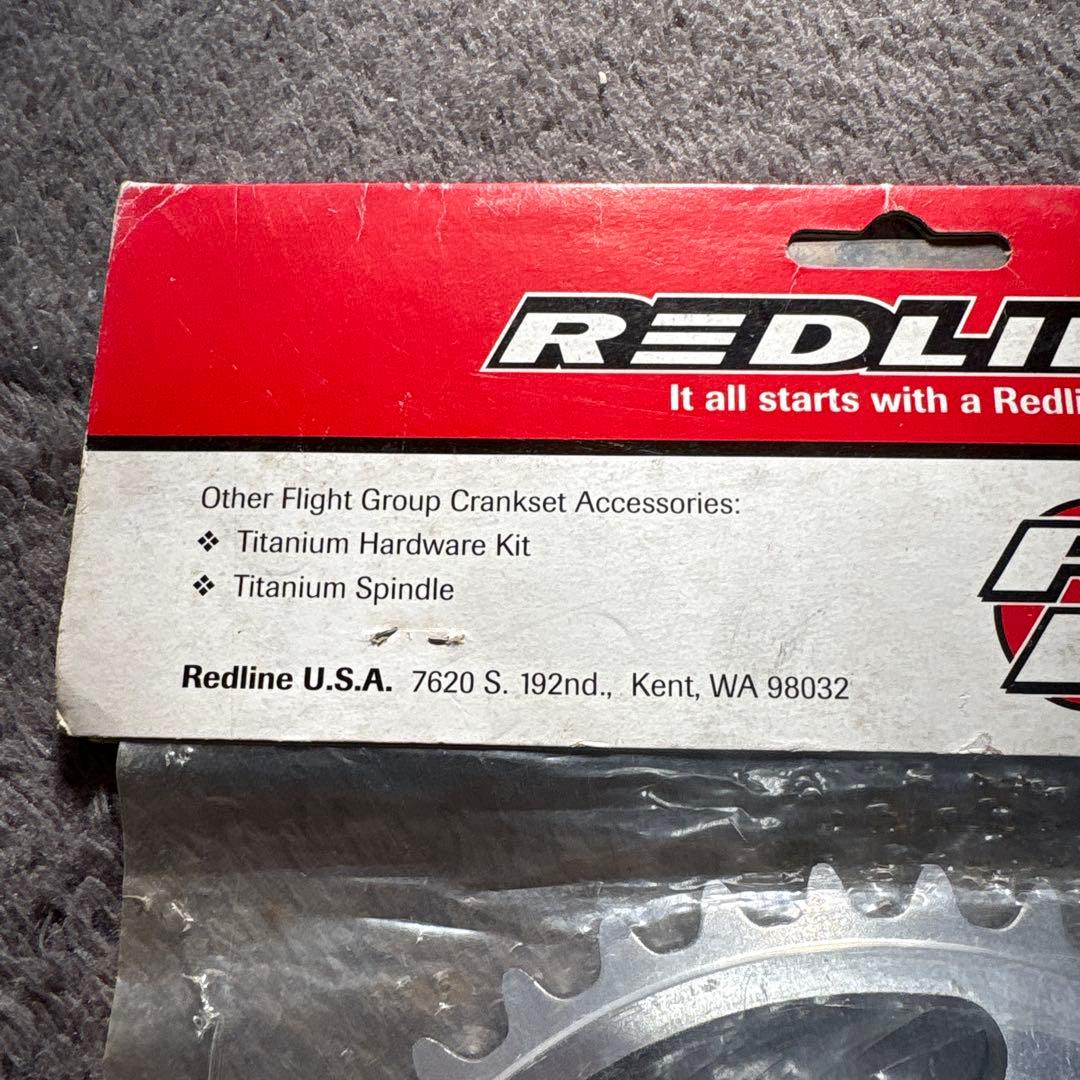 REDLI
It all starts with a Redli
Other Flight Group Crankset Accessories:
❖ Titanium Hardware Kit
❖ Titanium Spindle
Redline U.S.A. 7620 S. 192nd., Kent, WA 98032